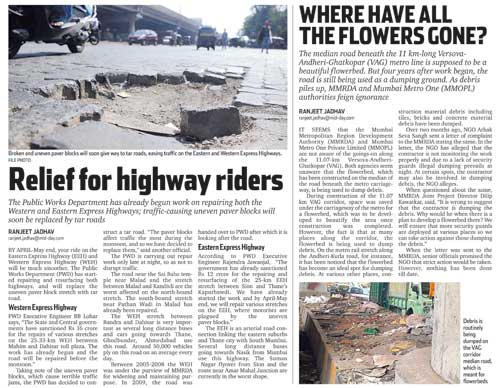 Broken and uneven paver blocks will soon give way to tar roads, easing traffic on the Eastern and Western Express Highways.
FILE PHOTO
Relief for highway riders
The Public Works Department has already begun work on repairing both the
Western and Eastern Express Highways; traffic-causing uneven paver blocks will
soon be replaced by tar roads
RANJEET JADHAV
ranjeet.jadhav@mid-day.com
BY APRIL-May end, your ride on the
Eastern Express Highway (EEH) and
Western Express Highway (WEH)
will be much smoother. The Public
Works Department (PWD) has start-
ed repairing and resurfacing both
highways, and will replace the
uneven paver block stretch with tar
road.
Western Express Highway
PWD Executive Engineer RB Lohar
says, "The State and Central govern-
ments have sanctioned Rs 16 crore
for the repairs of various stretches
on the 25.33-km WEH between
Mahim and Dahisar toll plaza. The
work has already begun and the
road will be repaired before the
monsoon."
Taking note of the uneven paver
blocks, which cause terrible traffic
jams, the PWD has decided to con-
struct a tar road. "The paver blocks
affect traffic the most during the
monsoon, and so we have decided to
replace them," said another official.
The PWD is carrying out repair
work only late at night, so as not to
disrupt traffic.
The road near the Sai Baba tem-
ple near Malad and the stretch
between Malad and Kandivli are the
worst affected on the north-bound
stretch. The south-bound stretch
near Pathan Wadi in Malad has
already been repaired.
The WEH stretch between
Bandra and Dahisar is very import-
ant as several long distance buses
and cars going towards Thane,
Ghodbunder, Ahmedabad use
this road. Around 50,000 vehicles
ply on this road on an average every
day.
Between 2005-2008 the WEH
was under the purview of MMRDA
for widening and maintaining pur-
pose. In 2009, the road was
handed over to PWD after which it is
looking after the road.
Eastern Express Highway
According to PWD Executive
Engineer Rajendra Jawanjal, "The
government has already sanctioned
Rs 12 crore for the repairing and
resurfacing of the 25-km EEH
stretch between Sion and Thane's
Kapurbawdi. We have already
started the work and by April-May
end, we will repair various stretches
on the EEH, where motorists are
plagued by the uneven
paver blocks."
The EEH is an arterial road con-
nection linking the eastern suburbs
and Thane city with South Mumbai.
Several long distance buses
going towards Nasik from Mumbai
use this highway. The Suman
Nagar flyover from Sion and the
route near Amar Mahal Junction are
currently in the worst shape.
WHERE HAVE ALL
THE FLOWERS GONE?
The median road beneath the 11 km-long Versova-
Andheri-Ghatkopar (VAG) metro line is supposed to be a
beautiful flowerbed. But four years after work began, the
road is still being used as a dumping ground. As debris
piles up, MMRDA and Mumbai Metro One (MMOPL)
authorities feign ignorance
RANJEET JADHAV
ranjeet.jadhav@mid-day.com
IT SEEMS that the Mumbai
Metropolitan Region Development
Authority (MMRDA) and Mumbai
Metro One Private Limited (MMOPL)
are not aware of the goings-on along
the 11.07-km Versova-Andheri-
Ghatkopar (VAG). Both agencies seem
unaware that the flowerbed, which
has been constructed on the median of
the road beneath the metro carriage-
way, is being used to dump debris.
During construction of the 11.07-
km VAG corridor, space was saved
under the carriageway of the metro for
a flowerbed, which was to be devel-
oped to beautify the area once
construction was completed.
However, the fact is that at many
places along the corridor, the
flowerbed is being used to dump
debris. On the metro rail stretch along
the Andheri-Kurla road, for instance,
it has been noticed that the flowerbed
has become an ideal spot for dumping
debris. At various other places, con-
struction material debris including
tiles, bricks and concrete material
debris have been dumped.
Over two months ago, NGO Adhar
Seva Sangh sent a letter of complaint
to the MMRDA stating the same. In the
letter, the NGO has alleged that the
contractor is not monitoring the work
properly and due to a lack of security
guards illegal dumping prevails at
night. At certain spots, the contractor
may also be involved in dumping
debris, the NGO alleges.
When questioned about the same,
MMRDA Joint Project Director Dilip
Kawatkar, said, "It is wrong to suggest
that the contractor is dumping the
debris. Why would he when there is a
plan to develop a flowerbed there? We
will ensure that more security guards
are deployed at various places so we
can take action against those dumping
the debris."
When the letter was sent to the
MMRDA, senior officials promised the
NGO that strict action would be taken.
However, nothing has been done
till date.
Debris is
routinely
being
dumped on
the VAG
corridor
median road,
which is
meant for
flowerbeds